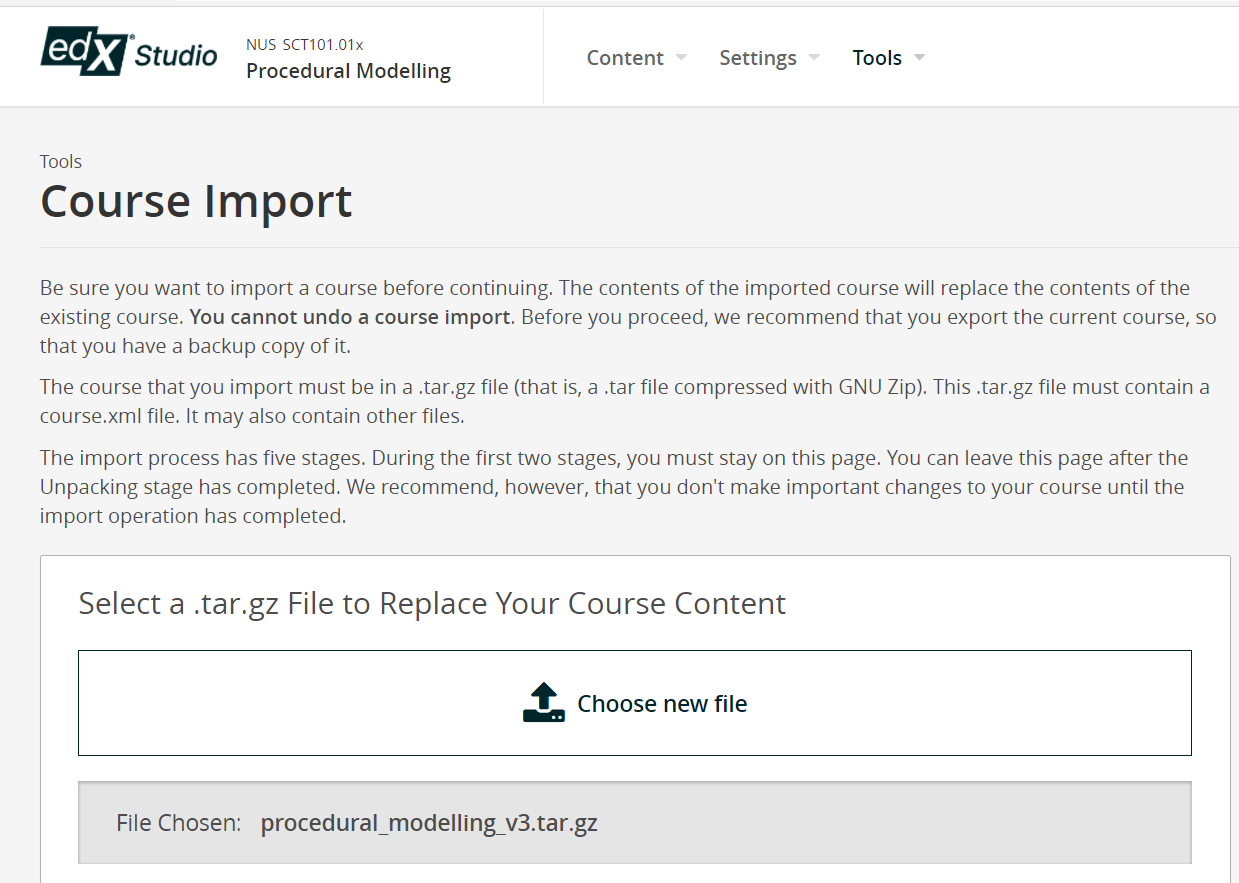 edX® Studio
NUS SCT101.01x
Procedural Modelling
Content Settings Tools
Tools
Course Import
Be sure you want to import a course before continuing. The contents of the imported course will replace the contents of the
existing course. You cannot undo a course import. Before you proceed, we recommend that you export the current course, so
that you have a backup copy of it.
The course that you import must be in a .tar.gz file (that is, a .tar file compressed with GNU Zip). This .tar.gz file must contain a
course.xml file. It may also contain other files.
The import process has five stages. During the first two stages, you must stay on this page. You can leave this page after the
Unpacking stage has completed. We recommend, however, that you don't make important changes to your course until the
import operation has completed.
Select a .tar.gz File to Replace Your Course Content
Choose new file
File Chosen: procedural_modelling_v3.tar.gz